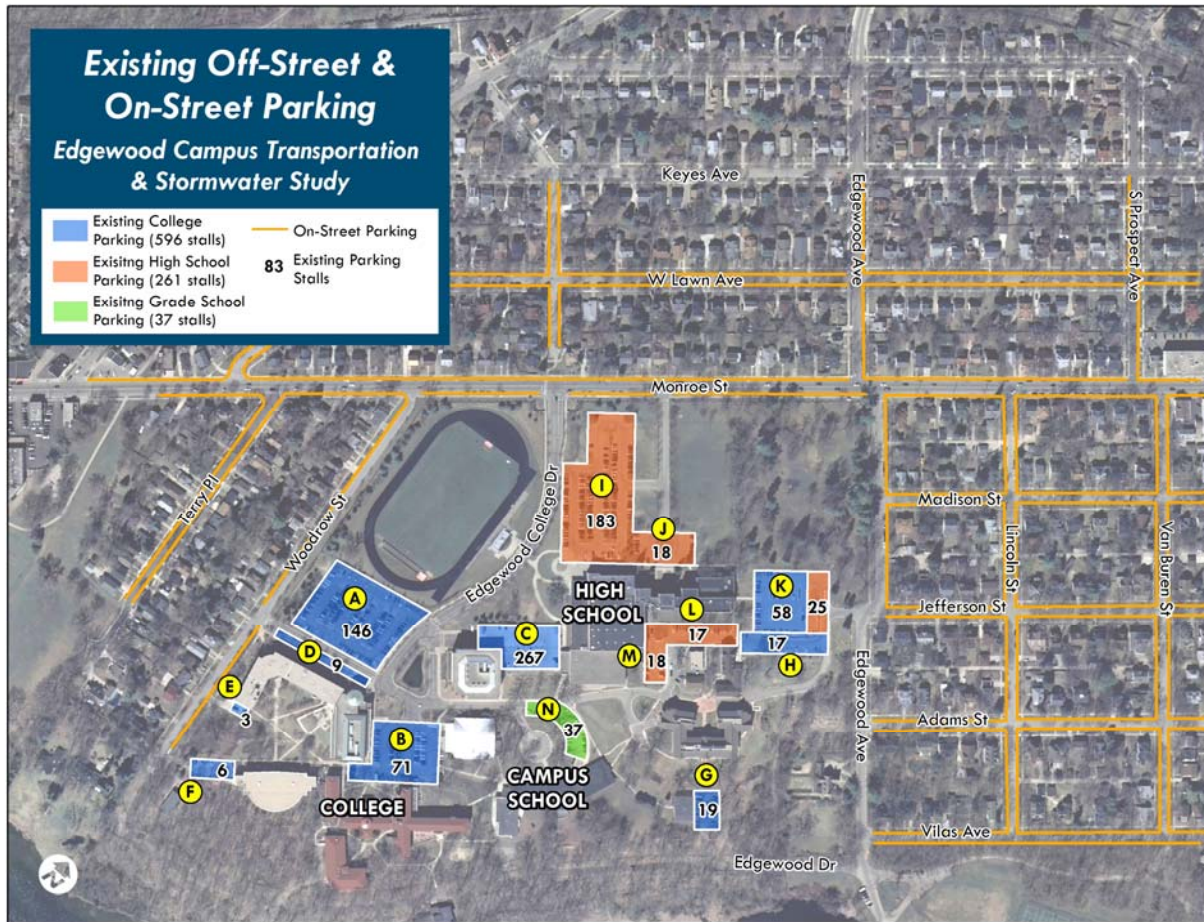 Existing Off-Street &
On-Street Parking
Edgewood Campus Transportation
& Stormwater Study
Existing College
Parking (596 stalls)
Exisitng High School
Parking (261 stalls)
Exisitng Grade School
Parking (37 stalls)
On-Street Parking
83 Existing Parking
Stalls
Keyes Ave
Edgewood Ave
S Prospect Ave
W Lawn Ave
Monroe St
Terry Pl
Woodrow St
Edgewood College Dr
Madison St
Lincoln St
Van Buren St
Jefferson St
Adams St
Edgewood Ave
Vilas Ave
Edgewood Dr
I
183
J
18
HIGH
SCHOOL
K
58
25
L
17
17
H
M
18
A
146
C
267
D
9
E
3
N
37
B
71
6
F
CAMPUS
SCHOOL
COLLEGE
G
19